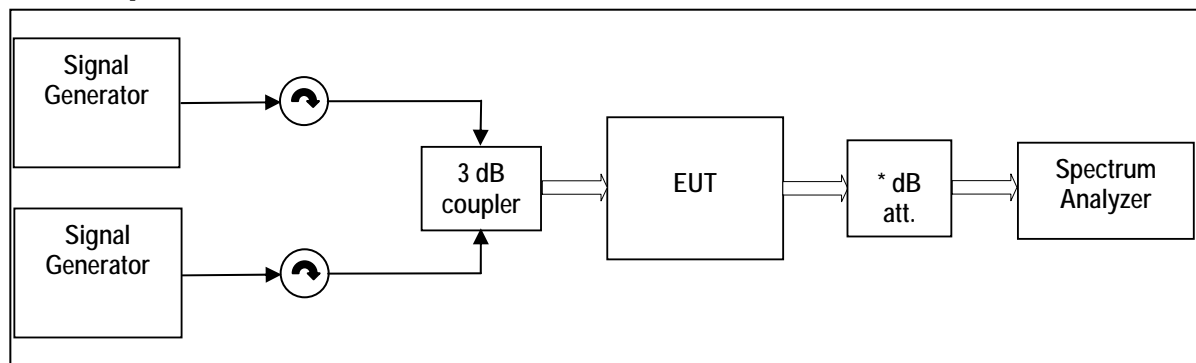 Signal
Generator
3 dB
coupler
EUT
* dB
att.
Spectrum
Analyzer
Signal
Generator